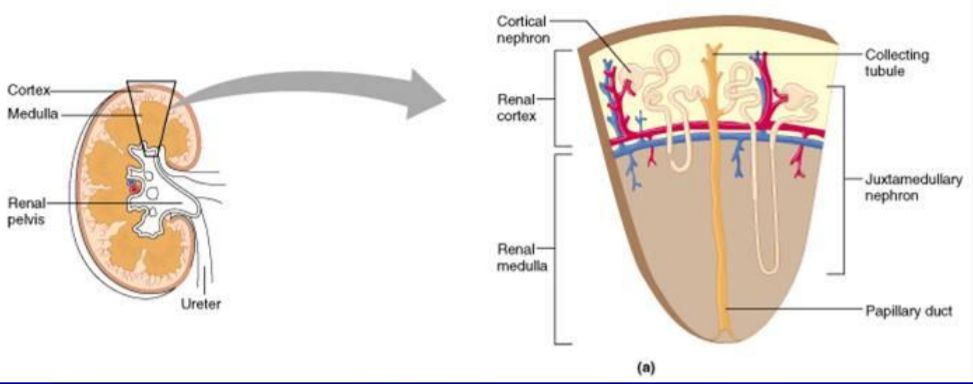 Cortex
Medulla
Renal
pelvis
Ureter
Cortical
nephron
Renal
cortex
Renal
medulla
Collecting
tubule
Juxtamedullary
nephron
Papillary duct
(a)